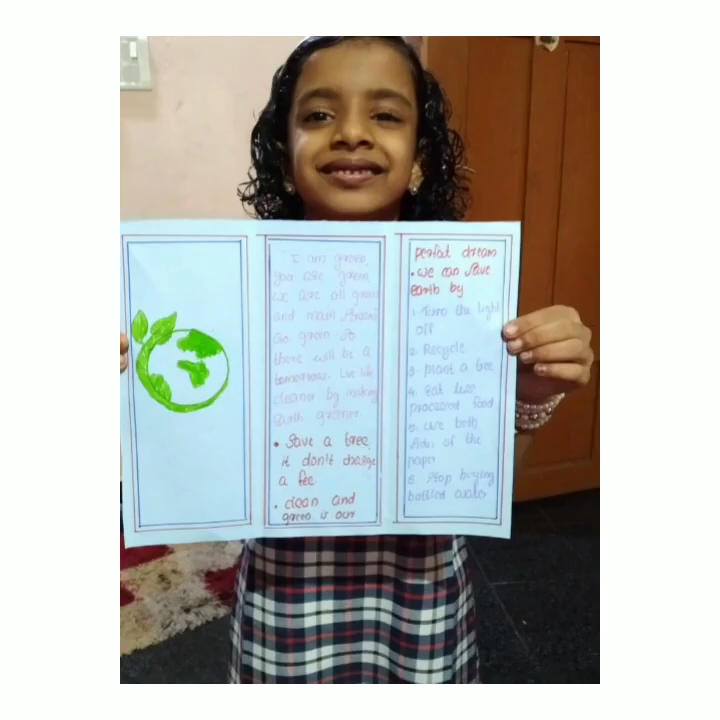 I am green,
you are green,
we are all green
and mean
Go green so
there will be a
tomorrow. Live life
cleaner by making
Earth greener.
• Save a tree,
it don't charge
a fee
• clean and
green is our
perfect dream
• we can save
earth by
1. Turn the light
off
2. Recycle
3. plant a tree
4. Eat less
processed food
5. Use both
side of the
paper
6. Stop buying
bottled water